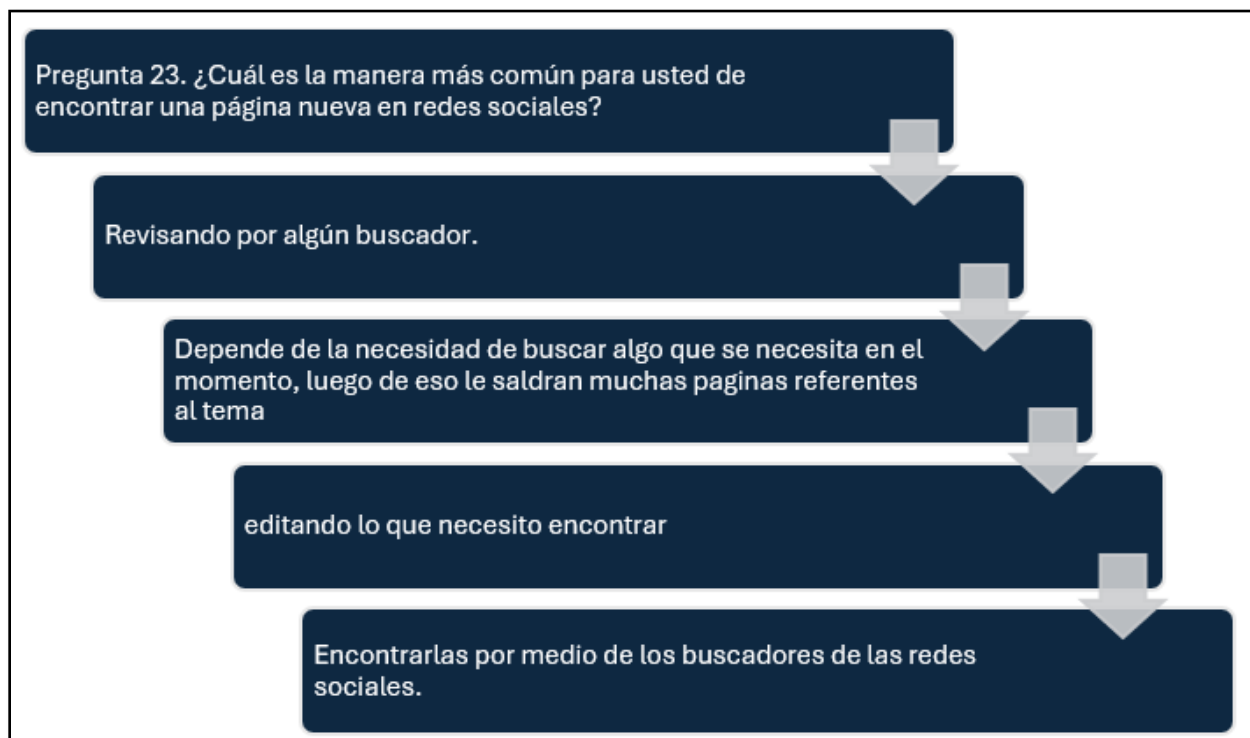 Pregunta 23. ¿Cuál es la manera más común para usted de
encontrar una página nueva en redes sociales?
Revisando por algún buscador.
Depende de la necesidad de buscar algo que se necesita en el
momento, luego de eso le saldran muchas paginas referentes
al tema
editando lo que necesito encontrar
Encontrarlas por medio de los buscadores de las redes
sociales.